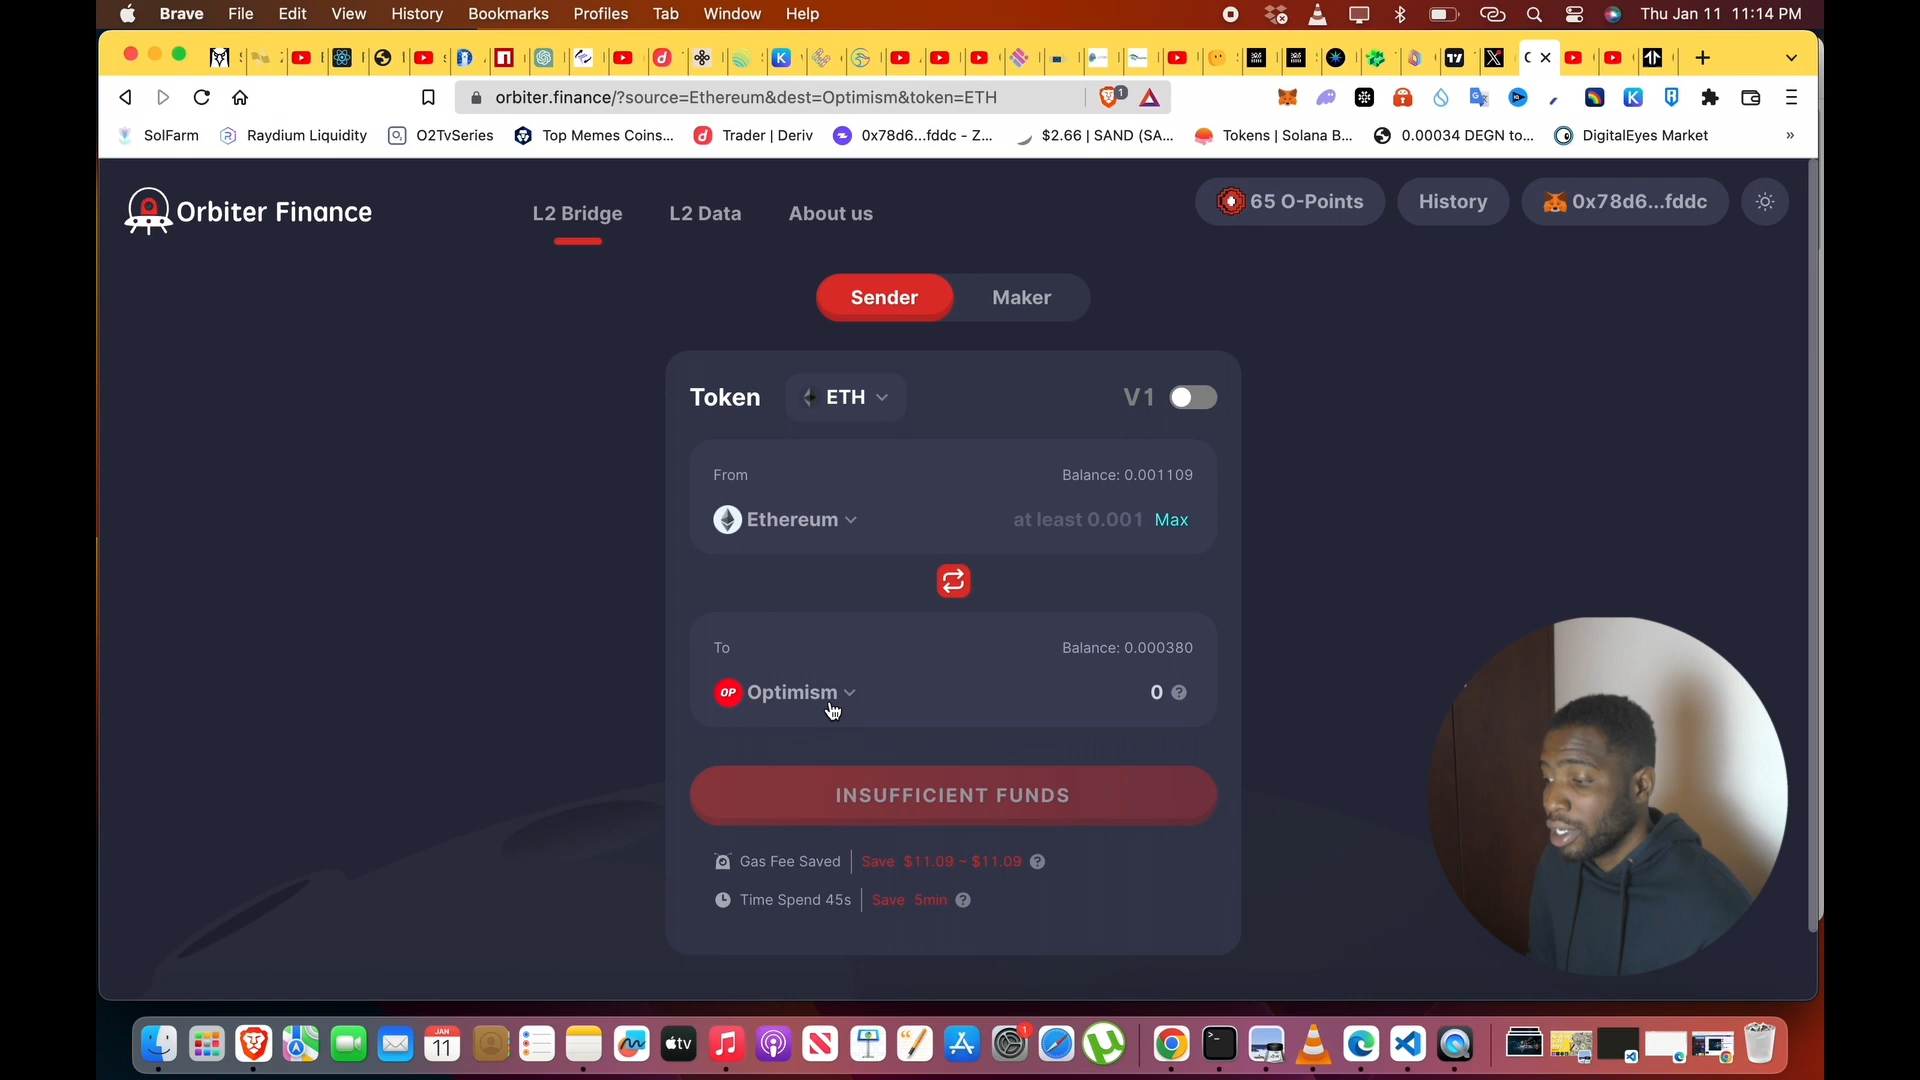 Brave File Edit View History Bookmarks Profiles Tab Window Help Thu Jan 11 11:14 PM
orbiter.finance/?source=Ethereum&dest=Optimism&token=ETH
SolFarm Raydium Liquidity O2TvSeries Top Memes Coins... Trader | Deriv 0x78d6...fddc - Z... $2.66 | SAND (SA... Tokens | Solana B... 0.00034 DEGN to... DigitalEyes Market »
Orbiter Finance L2 Bridge L2 Data About us 65 O-Points History 0x78d6...fddc
Sender Maker
Token ETH V1
From Balance: 0.001109
Ethereum at least 0.001 Max
To Balance: 0.000380
OP Optimism 0
INSUFFICIENT FUNDS
Gas Fee Saved Save $11.09 ~ $11.09
Time Spend 45s Save 5min
JAN
11
tv
1